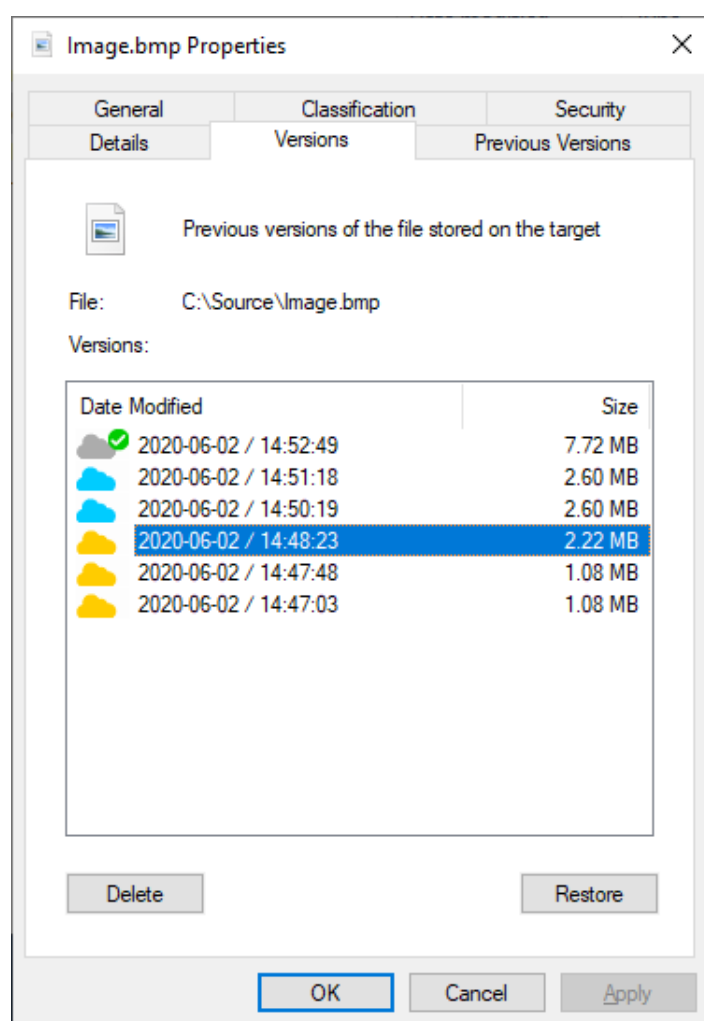 Image.bmp Properties
General Classification Security
Details Versions Previous Versions
Previous versions of the file stored on the target
File: C:\Source\Image.bmp
Versions:
Date Modified Size
2020-06-02 / 14:52:49 7.72 MB
2020-06-02 / 14:51:18 2.60 MB
2020-06-02 / 14:50:19 2.60 MB
2020-06-02 / 14:48:23 2.22 MB
2020-06-02 / 14:47:48 1.08 MB
2020-06-02 / 14:47:03 1.08 MB
Delete Restore
OK Cancel Apply